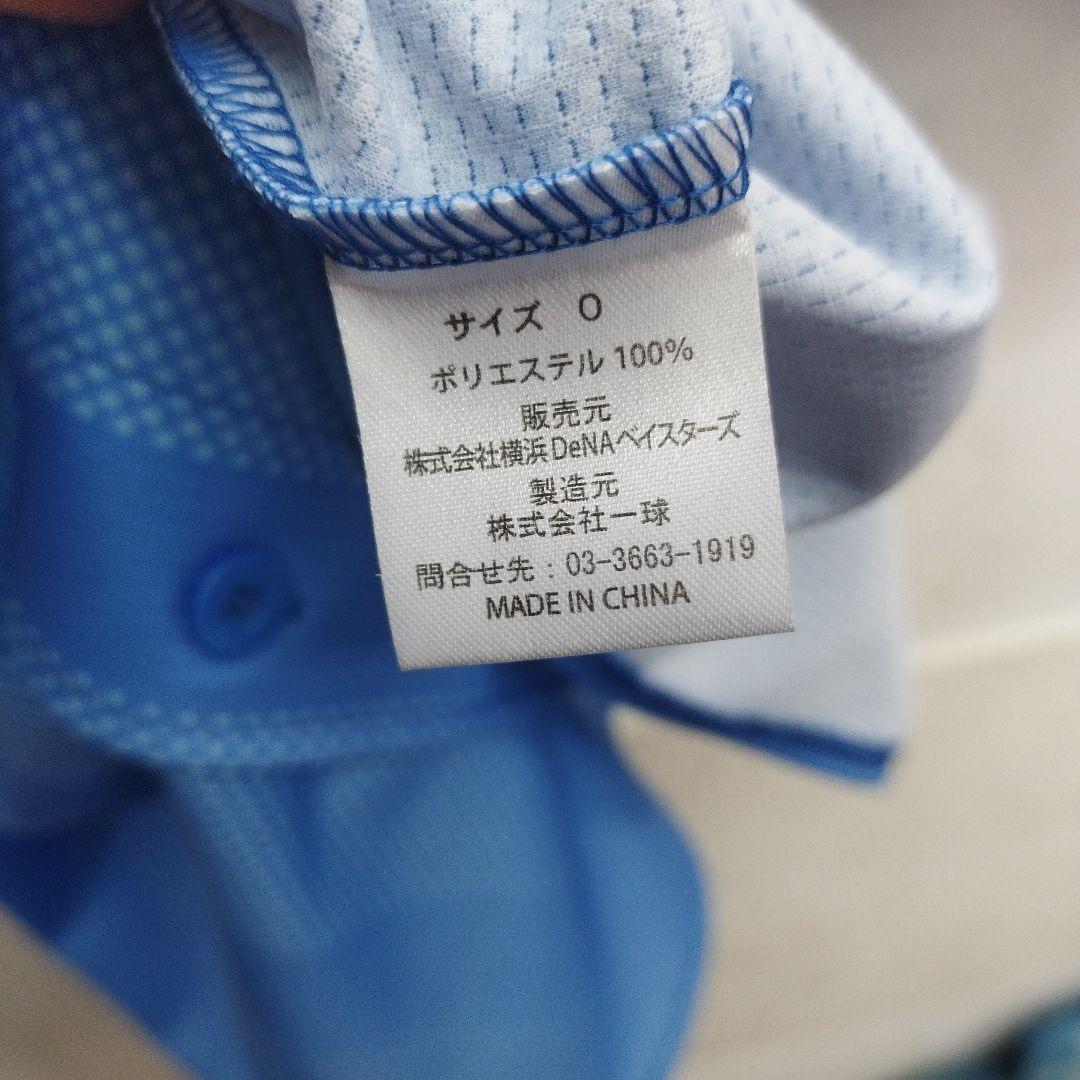 サイズ O
ポリエステル 100%
販売元
株式会社横浜DeNAベイスターズ
製造元
株式会社一球
問合せ先：03-3663-1919
MADE IN CHINA